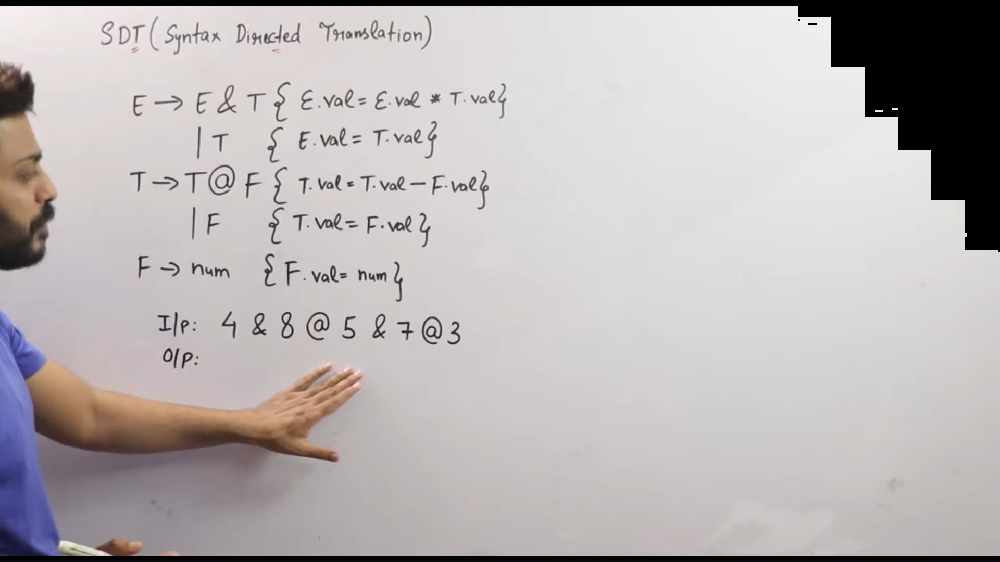 SDT (Syntax Directed Translation)
E → E & T { E.val = E.val * T.val}
| T { E.val = T.val}
T → T @ F { T.val = T.val − F.val}
| F { T.val = F.val}
F → num { F.val = num}
I/p: 4 & 8 @ 5 & 7 @ 3
O/p: